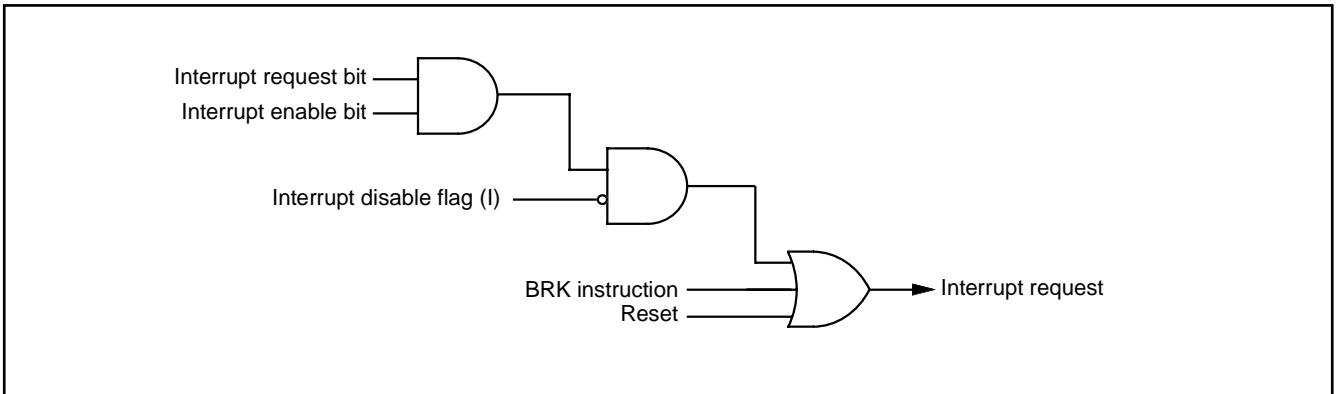 Interrupt request bit
Interrupt enable bit
Interrupt disable flag (I)
BRK instruction
Reset
Interrupt request